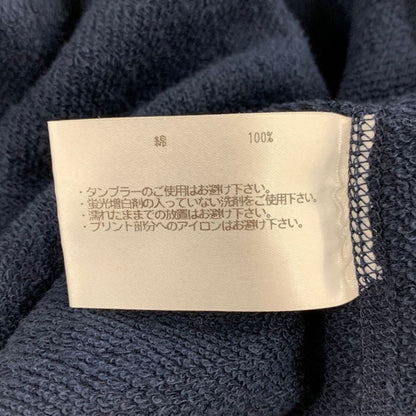 綿 100%
・タンブラーのご使用はお避け下さい。
・蛍光増白剤の入っていない洗剤をご使用下さい。
・濡れたままでの放置はお避け下さい。
・プリント部分へのアイロンはお避け下さい。